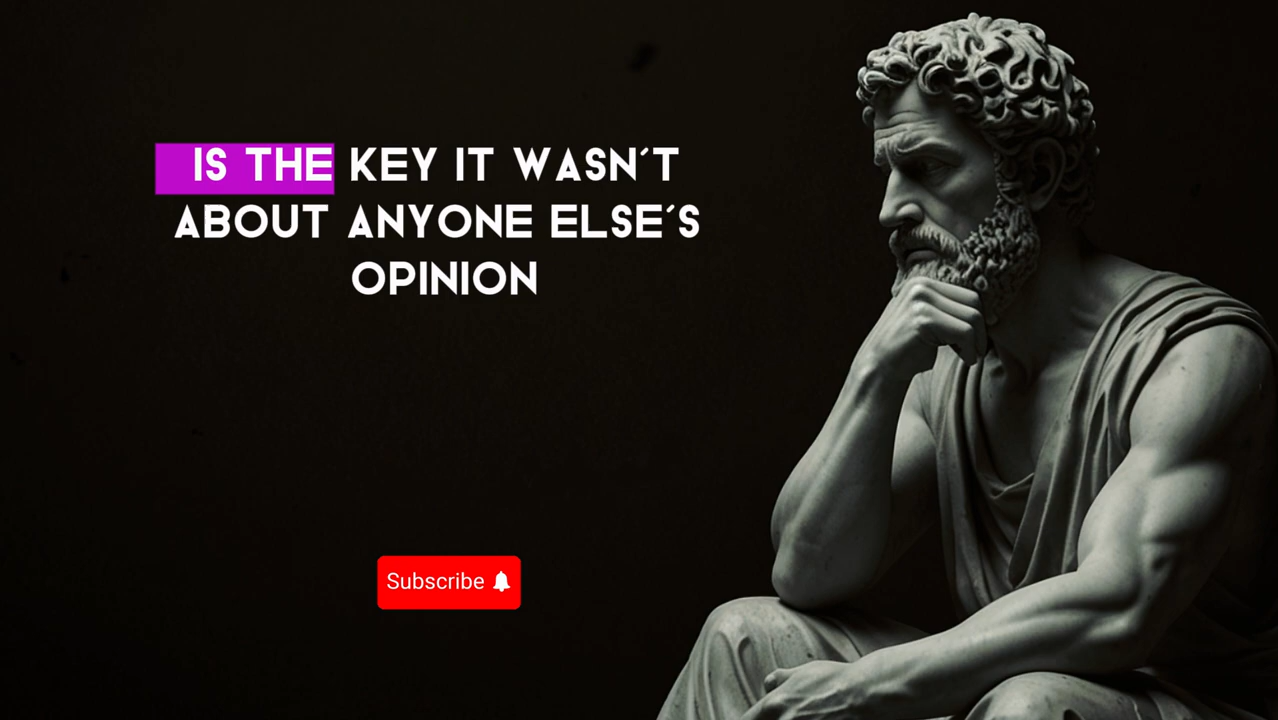 IS THE KEY IT WASN'T
ABOUT ANYONE ELSE'S
OPINION
Subscribe